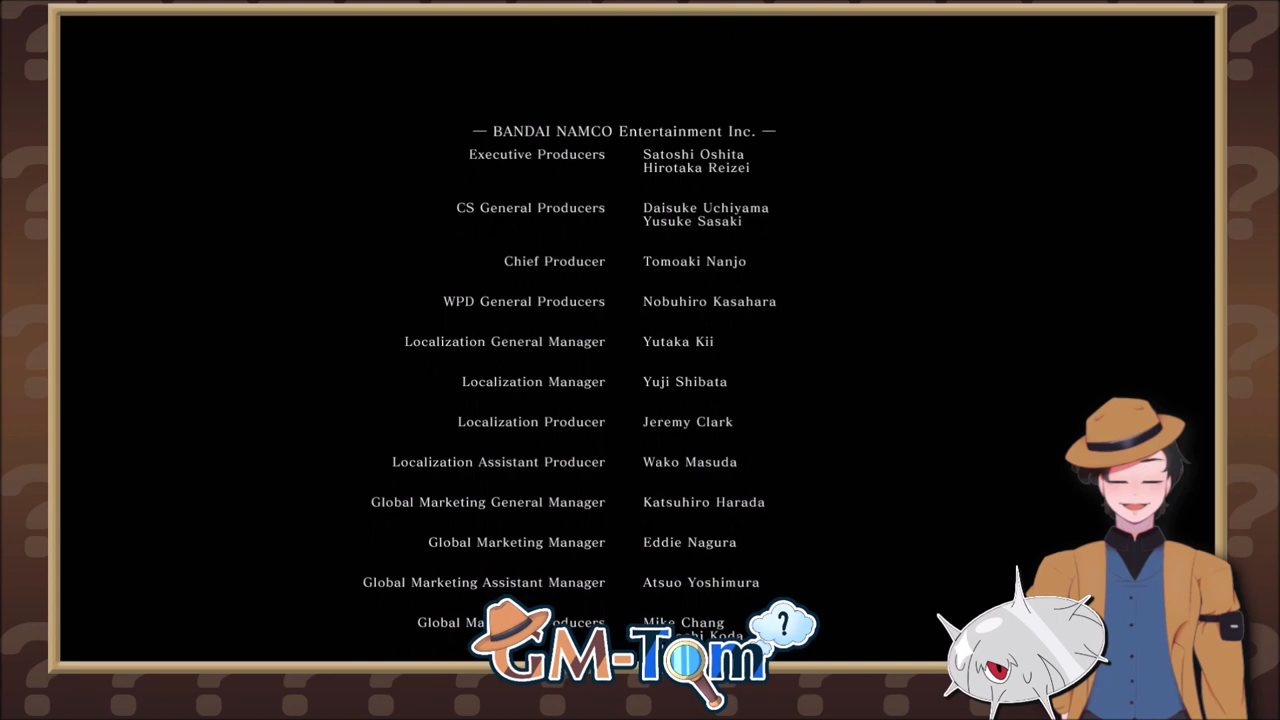 — BANDAI NAMCO Entertainment Inc. —
Executive Producers Satoshi Oshita
Hirotaka Reizei
CS General Producers Daisuke Uchiyama
Yusuke Sasaki
Chief Producer Tomoaki Nanjo
WPD General Producers Nobuhiro Kasahara
Localization General Manager Yutaka Kii
Localization Manager Yuji Shibata
Localization Producer Jeremy Clark
Localization Assistant Producer Wako Masuda
Global Marketing General Manager Katsuhiro Harada
Global Marketing Manager Eddie Nagura
Global Marketing Assistant Manager Atsuo Yoshimura
Global Mike Chang
Koda
GM-Tom ?